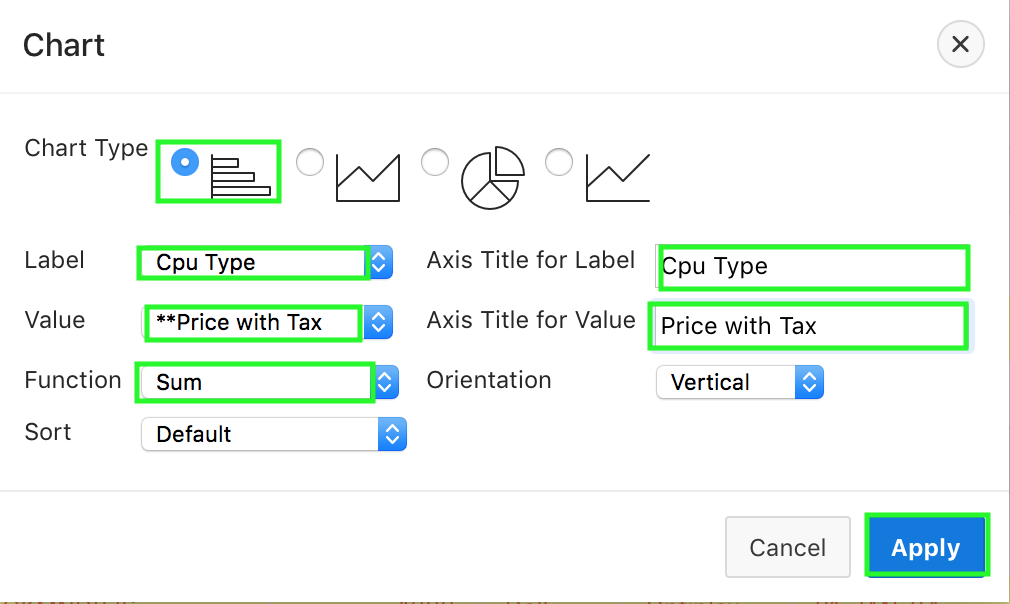 Chart
Chart Type
Label Cpu Type Axis Title for Label Cpu Type
Value **Price with Tax Axis Title for Value Price with Tax
Function Sum Orientation Vertical
Sort Default
Cancel Apply